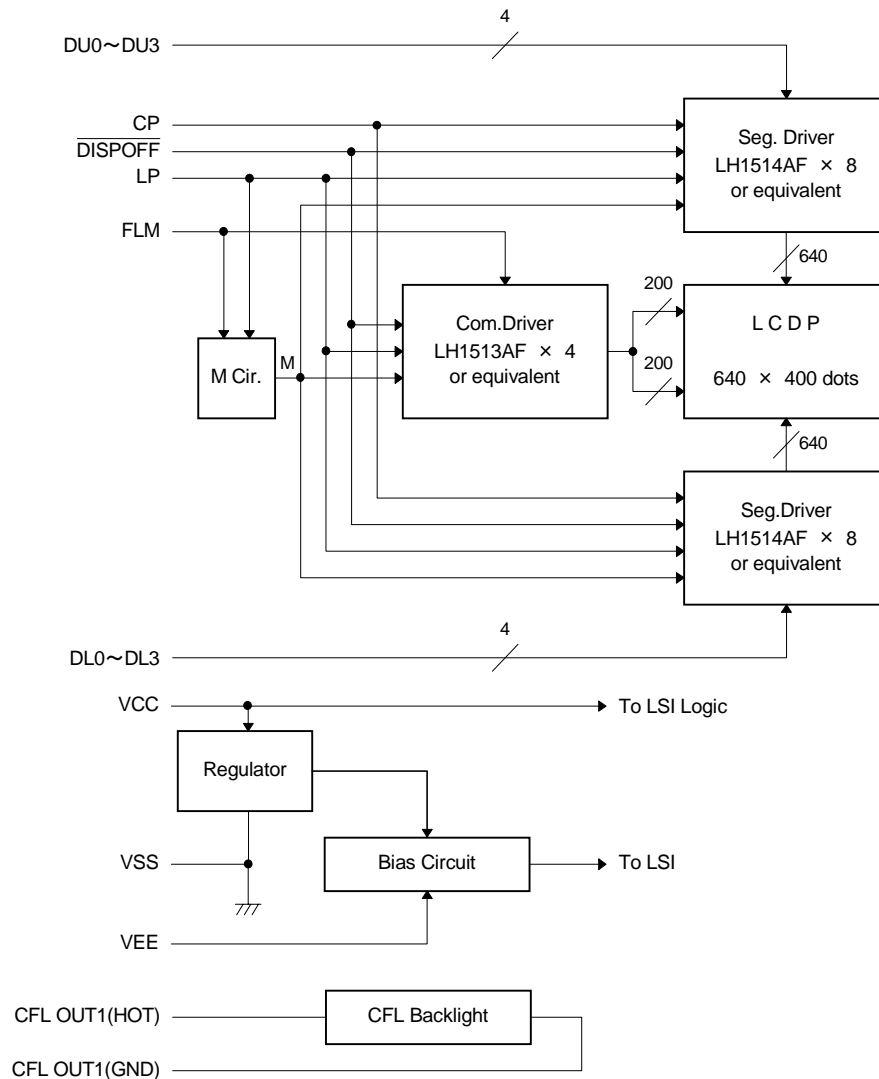 4
DU0～DU3
CP
DISPOFF
LP
FLM
Seg. Driver
LH1514AF × 8
or equivalent
640
200
Com.Driver
LH1513AF × 4
or equivalent
200
L C D P
640 × 400 dots
M Cir.
M
640
Seg.Driver
LH1514AF × 8
or equivalent
4
DL0～DL3
VCC
To LSI Logic
Regulator
VSS
Bias Circuit
To LSI
VEE
CFL OUT1(HOT)
CFL Backlight
CFL OUT1(GND)